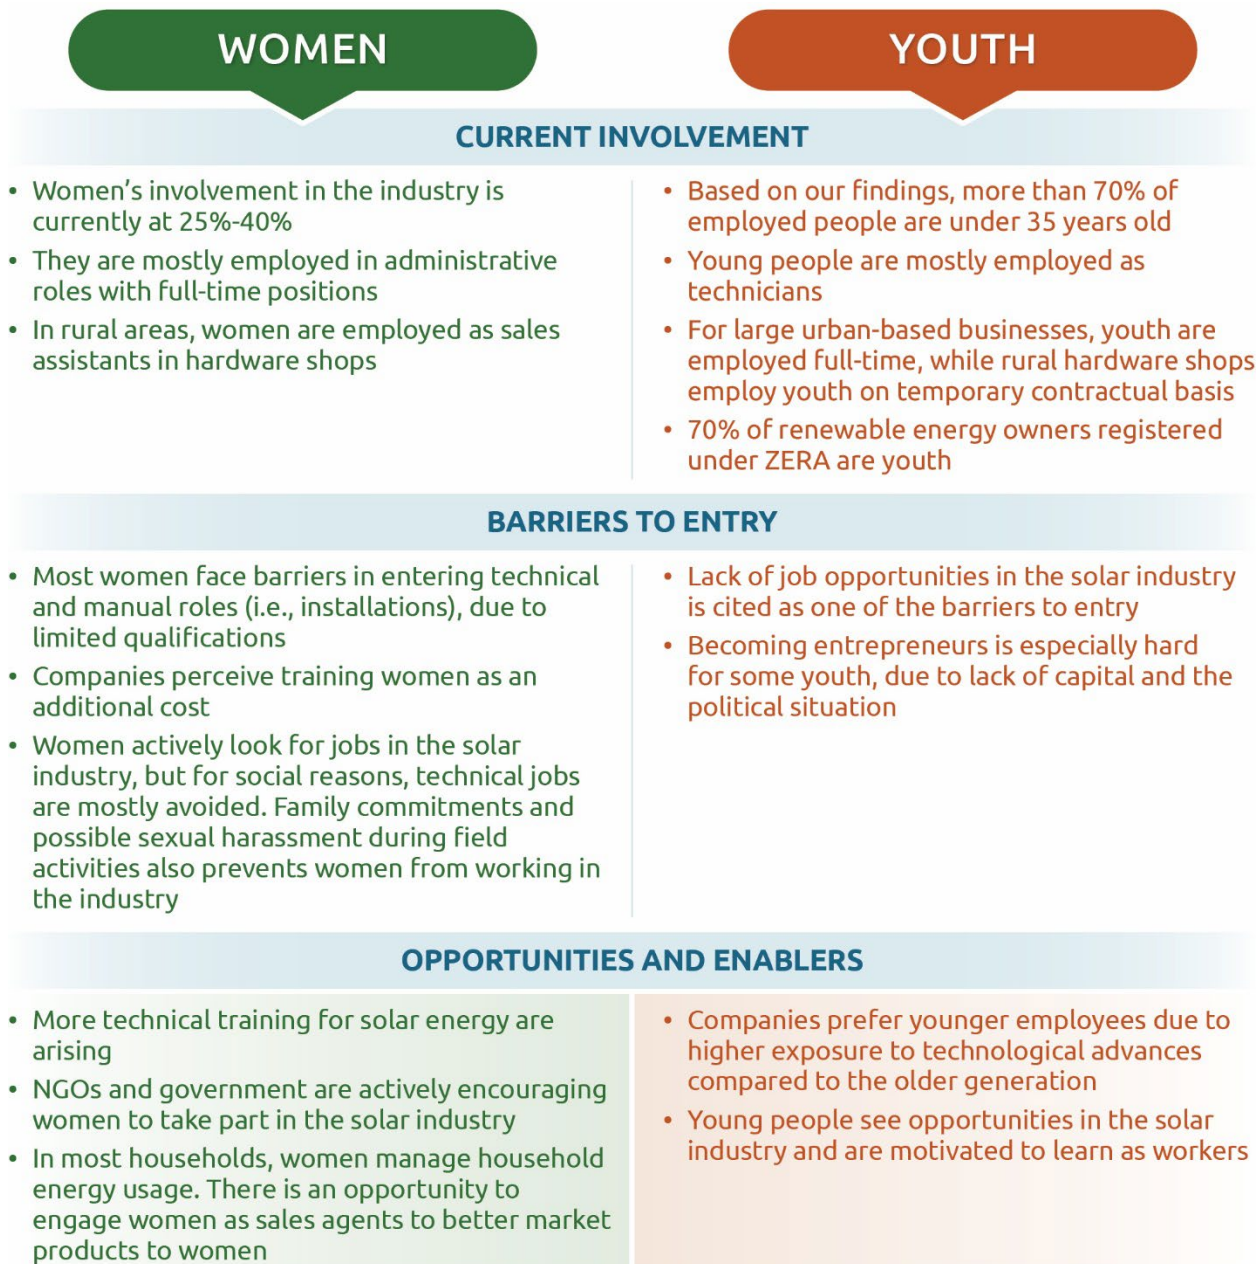 WOMEN
YOUTH
CURRENT INVOLVEMENT
• Women's involvement in the industry is
currently at 25%-40%
• They are mostly employed in administrative
roles with full-time positions
• In rural areas, women are employed as sales
assistants in hardware shops
• Based on our findings, more than 70% of
employed people are under 35 years old
• Young people are mostly employed as
technicians
• For large urban-based businesses, youth are
employed full-time, while rural hardware shops
employ youth on temporary contractual basis
• 70% of renewable energy owners registered
under ZERA are youth
BARRIERS TO ENTRY
• Most women face barriers in entering technical
and manual roles (i.e., installations), due to
limited qualifications
• Companies perceive training women as an
additional cost
• Women actively look for jobs in the solar
industry, but for social reasons, technical jobs
are mostly avoided. Family commitments and
possible sexual harassment during field
activities also prevents women from working in
the industry
• Lack of job opportunities in the solar industry
is cited as one of the barriers to entry
• Becoming entrepreneurs is especially hard
for some youth, due to lack of capital and the
political situation
OPPORTUNITIES AND ENABLERS
• More technical training for solar energy are
arising
• NGOs and government are actively encouraging
women to take part in the solar industry
• In most households, women manage household
energy usage. There is an opportunity to
engage women as sales agents to better market
products to women
• Companies prefer younger employees due to
higher exposure to technological advances
compared to the older generation
• Young people see opportunities in the solar
industry and are motivated to learn as workers